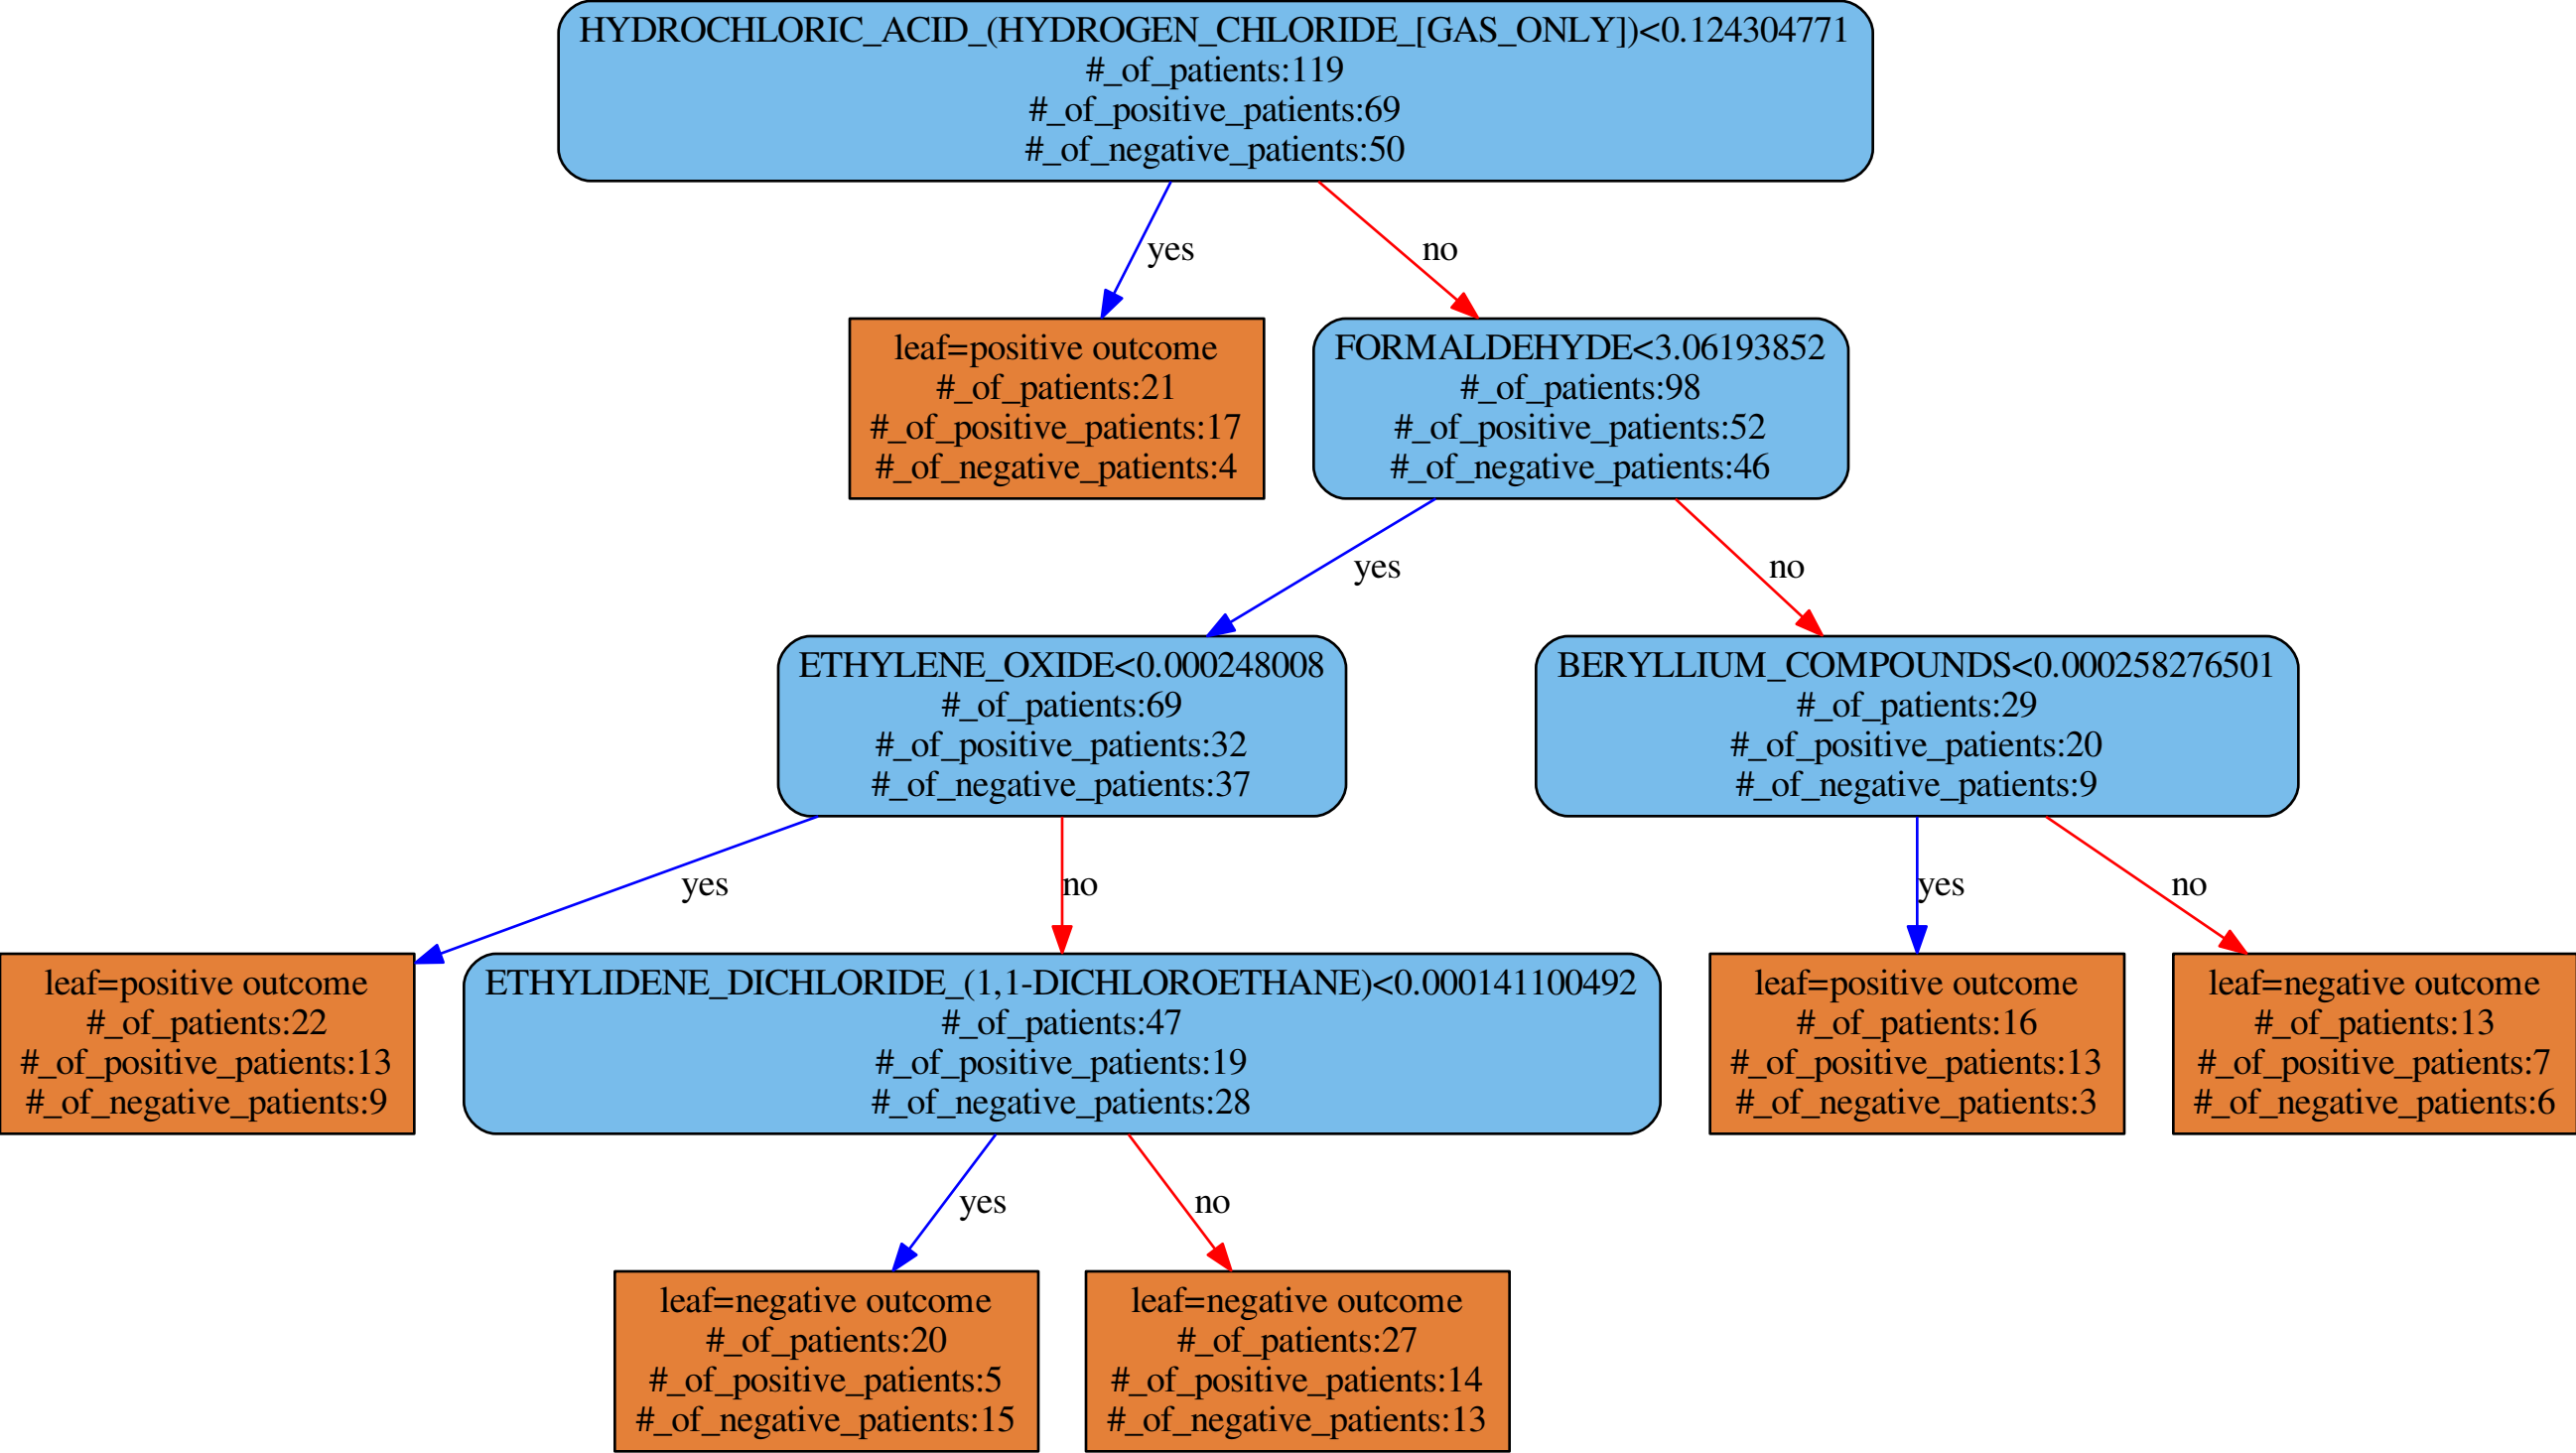 HYDROCHLORIC_ACID_(HYDROGEN_CHLORIDE_[GAS_ONLY])<0.124304771
#_of_patients:119
#_of_positive_patients:69
#_of_negative_patients:50
yes
no
leaf=positive outcome
#_of_patients:21
#_of_positive_patients:17
#_of_negative_patients:4
FORMALDEHYDE<3.06193852
#_of_patients:98
#_of_positive_patients:52
#_of_negative_patients:46
yes
no
ETHYLENE_OXIDE<0.000248008
#_of_patients:69
#_of_positive_patients:32
#_of_negative_patients:37
BERYLLIUM_COMPOUNDS<0.000258276501
#_of_patients:29
#_of_positive_patients:20
#_of_negative_patients:9
yes
no
yes
no
leaf=positive outcome
#_of_patients:22
#_of_positive_patients:13
#_of_negative_patients:9
ETHYLIDENE_DICHLORIDE_(1,1-DICHLOROETHANE)<0.000141100492
#_of_patients:47
#_of_positive_patients:19
#_of_negative_patients:28
leaf=positive outcome
#_of_patients:16
#_of_positive_patients:13
#_of_negative_patients:3
leaf=negative outcome
#_of_patients:13
#_of_positive_patients:7
#_of_negative_patients:6
yes
no
leaf=negative outcome
#_of_patients:20
#_of_positive_patients:5
#_of_negative_patients:15
leaf=negative outcome
#_of_patients:27
#_of_positive_patients:14
#_of_negative_patients:13